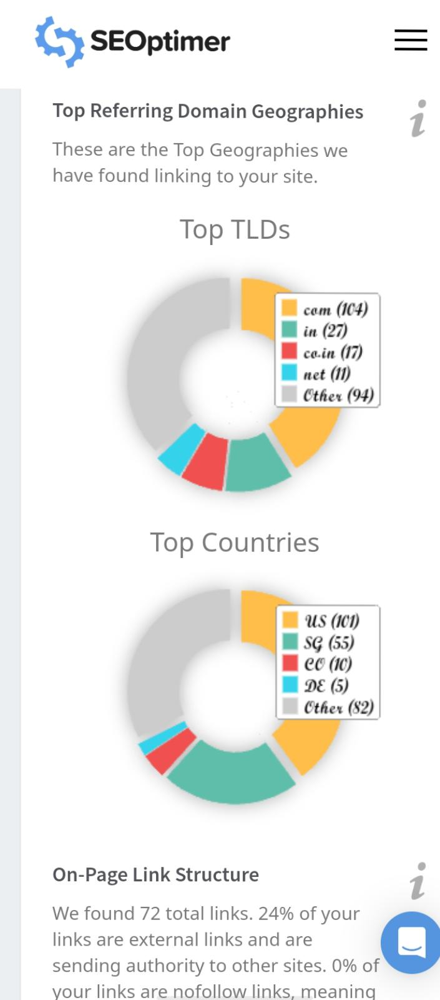 SEOptimer
Top Referring Domain Geographies
These are the Top Geographies we
have found linking to your site.
Top TLDs
com (104)
in (27)
co.in (17)
net (11)
Other (94)
Top Countries
US (101)
SG (55)
CO (10)
DE (5)
Other (82)
On-Page Link Structure
We found 72 total links. 24% of your
links are external links and are
sending authority to other sites. 0% of
your links are nofollow links, meaning